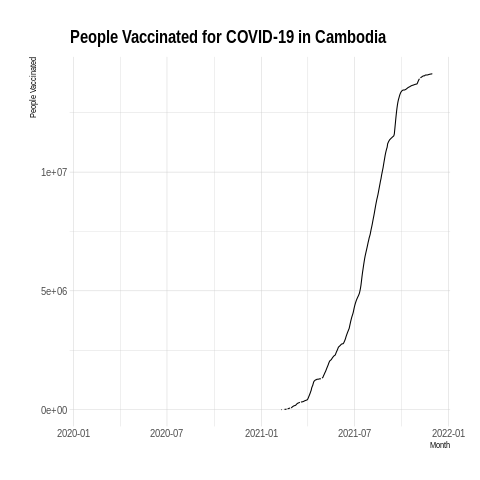 People Vaccinated for COVID-19 in Cambodia
People Vaccinated
1e+07
5e+06
0e+00
2020-01 2020-07 2021-01 2021-07 2022-01
Month